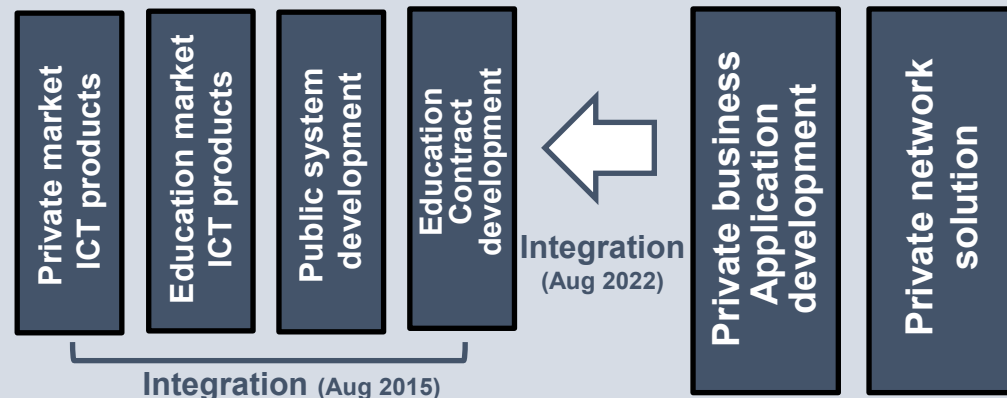 Private market
ICT products
Education market
ICT products
Public system
development
Education
Contract
development
Integration
(Aug 2022)
Private business
Application
development
Private network
solution
Integration (Aug 2015)